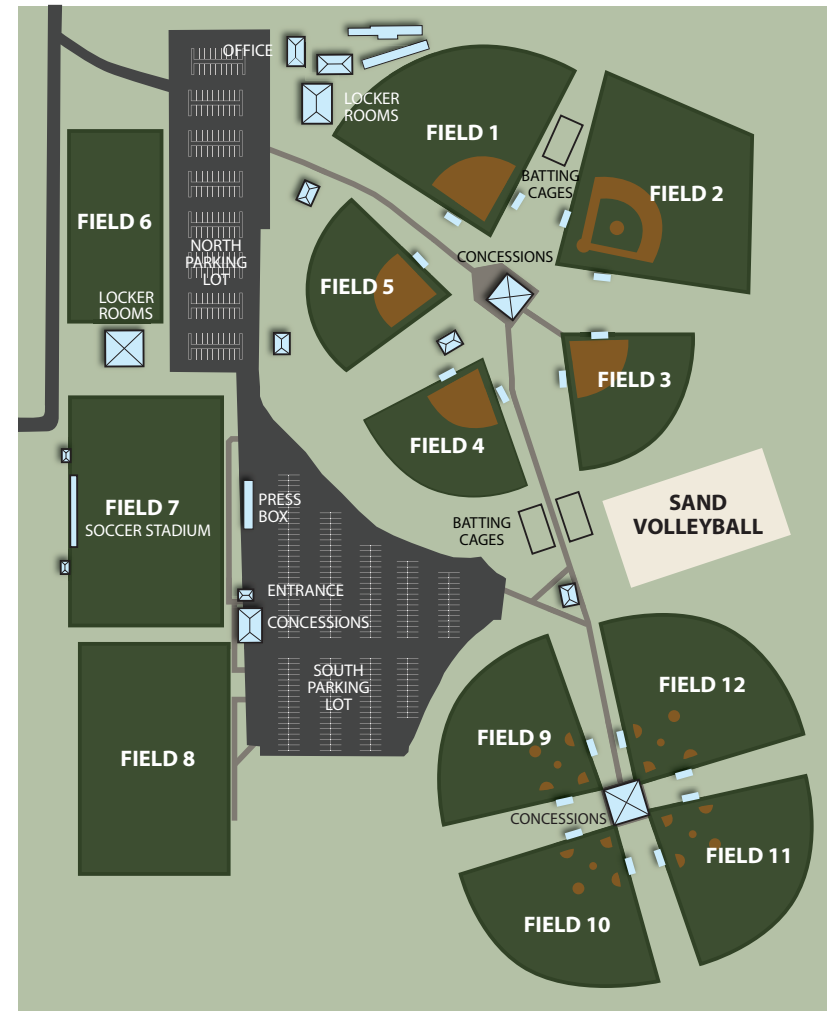 OFFICE
LOCKER
ROOMS
FIELD 1
BATTING
CAGES
FIELD 2
FIELD 6
NORTH
PARKING
LOT
CONCESSIONS
FIELD 5
LOCKER
ROOMS
FIELD 3
FIELD 4
FIELD 7
SOCCER STADIUM
PRESS
BOX
BATTING
CAGES
SAND
VOLLEYBALL
ENTRANCE
CONCESSIONS
SOUTH
PARKING
LOT
FIELD 12
FIELD 9
FIELD 8
CONCESSIONS
FIELD 11
FIELD 10